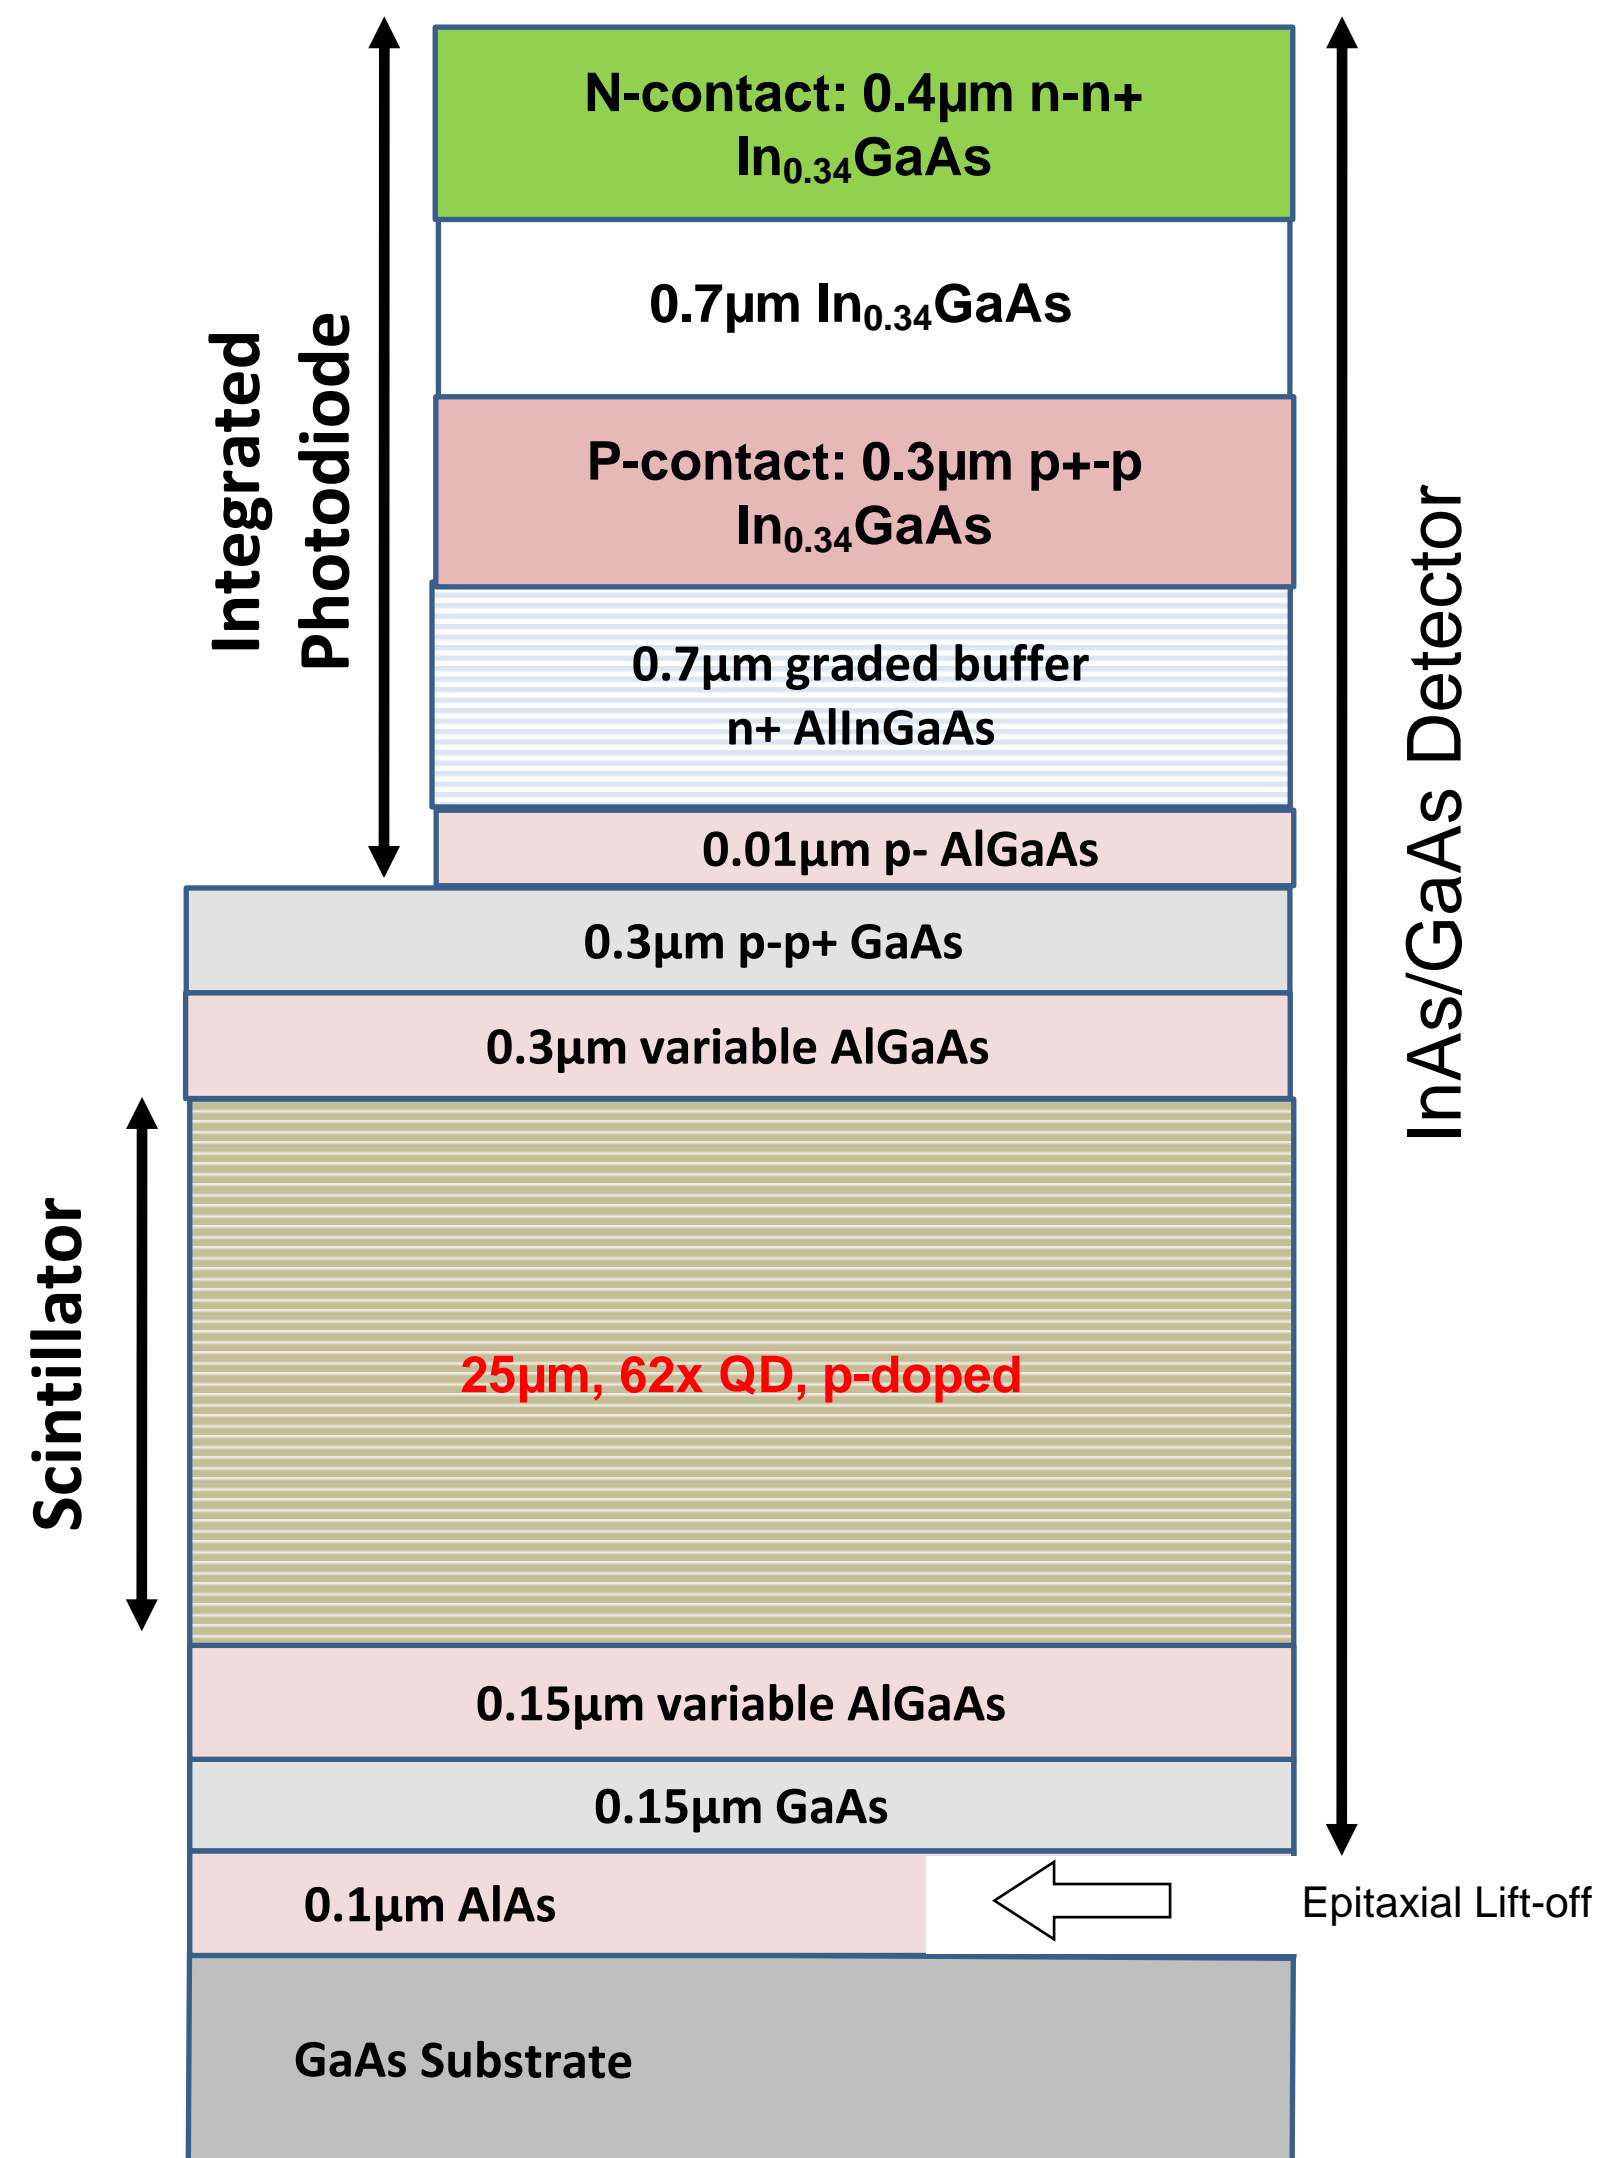 N-contact: 0.4µm n-n+
In0.34GaAs
0.7µm In0.34GaAs
Integrated
Photodiode
P-contact: 0.3µm p+-p
In0.34GaAs
0.7µm graded buffer
n+ AlInGaAs
0.01µm p- AlGaAs
InAs/GaAs Detector
0.3µm p-p+ GaAs
0.3µm variable AlGaAs
Scintillator
25µm, 62x QD, p-doped
0.15µm variable AlGaAs
0.15µm GaAs
0.1µm AlAs
Epitaxial Lift-off
GaAs Substrate